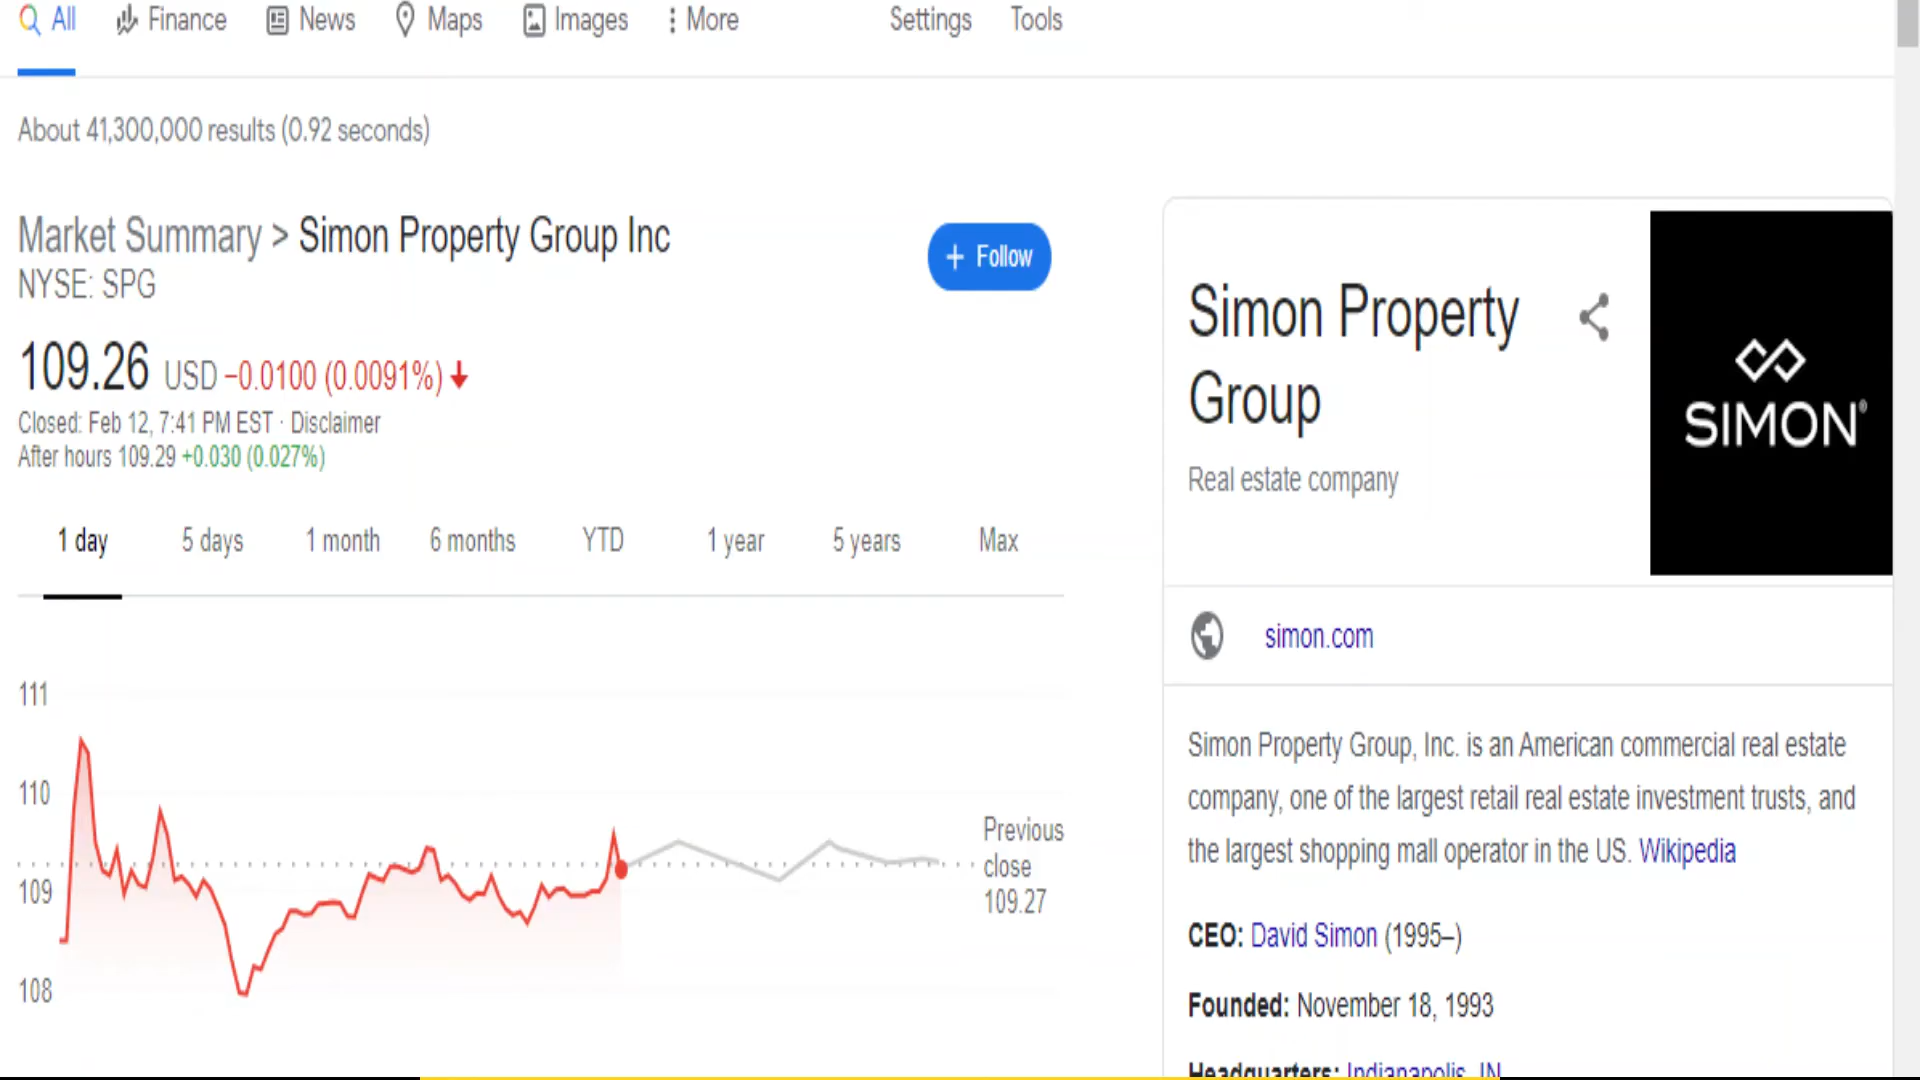 All Finance News Maps Images More Settings Tools
About 41,300,000 results (0.92 seconds)
Market Summary > Simon Property Group Inc
NYSE: SPG
+ Follow
109.26 USD −0.0100 (0.0091%)
Closed: Feb 12, 7:41 PM EST · Disclaimer
After hours 109.29 +0.030 (0.027%)
1 day 5 days 1 month 6 months YTD 1 year 5 years Max
111
110
109
108
Previous
close
109.27
Simon Property
Group
Real estate company
SIMON®
simon.com
Simon Property Group, Inc. is an American commercial real estate
company, one of the largest retail real estate investment trusts, and
the largest shopping mall operator in the US. Wikipedia
CEO: David Simon (1995–)
Founded: November 18, 1993
Headquarters: Indianapolis, IN